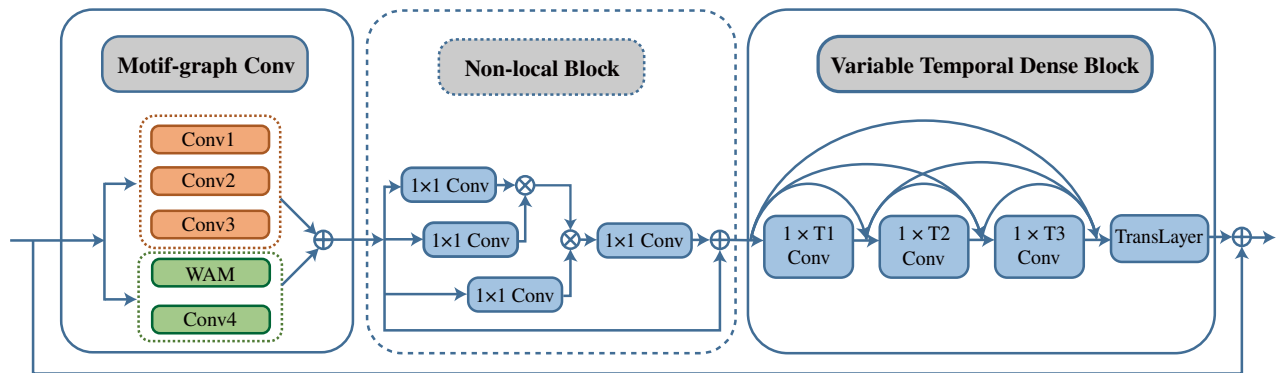 Motif-graph Conv
Conv1
Conv2
Conv3
WAM
Conv4
Non-local Block
1×1 Conv
1×1 Conv
1×1 Conv
1×1 Conv
Variable Temporal Dense Block
1 × T1
Conv
1 × T2
Conv
1 × T3
Conv
TransLayer